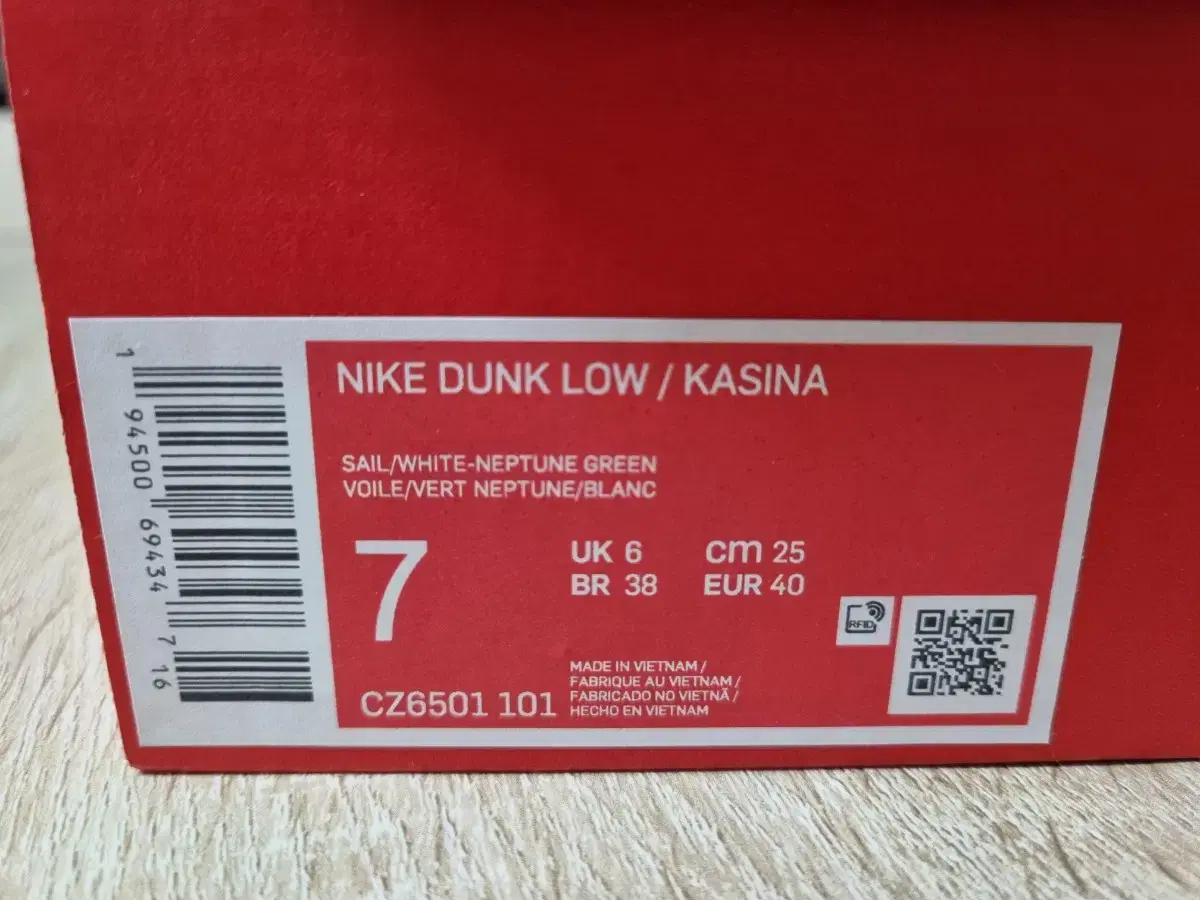 1 94500 69434 7 16
NIKE DUNK LOW / KASINA
SAIL/WHITE-NEPTUNE GREEN
VOILE/VERT NEPTUNE/BLANC
7
UK 6 cm 25
BR 38 EUR 40
RFID
CZ6501 101
MADE IN VIETNAM /
FABRIQUE AU VIETNAM /
FABRICADO NO VIETNÃ /
HECHO EN VIETNAM